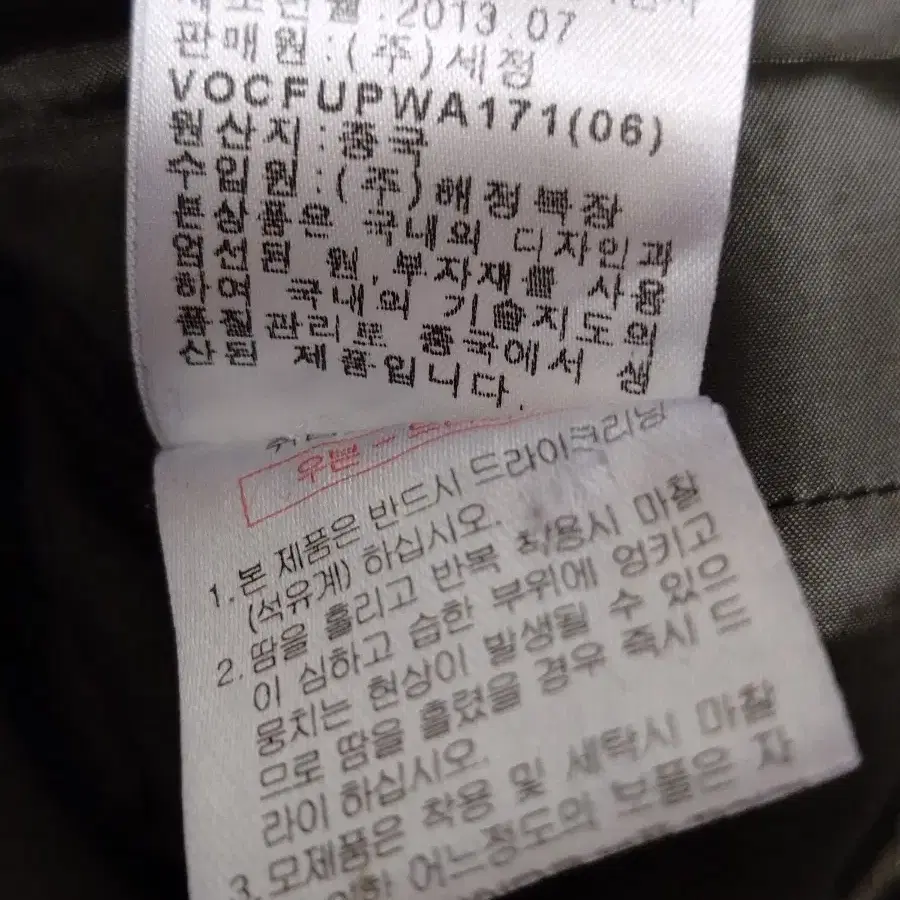 제조년월:2013.07
판매원:(주)세정
VOCFUPWA171(06)
원산지:중국
수입원:(주)해정복장
본상품은 국내의 디자인과
엄선된 원,부자재를 사용
하여 국내의 기술지도의
품질관리로 중국에서 생
산된 제품입니다.
우븐
1. 본 제품은 반드시 드라이크리닝
(석유계) 하십시오.
2. 땀을 흘리고 반복 착용시 마찰
이 심하고 습한 부위에 엉키고
뭉치는 현상이 발생될 수 있으
므로 땀을 흘렸을 경우 즉시 드
라이 하십시오.
3. 모제품은 착용 및 세탁시 마찰
어느정도의 보풀은 자